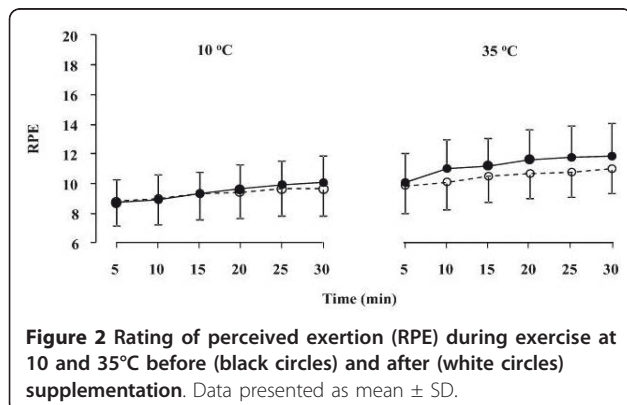 20
18
16
14
12
10
8
6
RPE
10 °C
35 °C
5 10 15 20 25 30
5 10 15 20 25 30
Time (min)
Figure 2 Rating of perceived exertion (RPE) during exercise at
10 and 35°C before (black circles) and after (white circles)
supplementation. Data presented as mean ± SD.